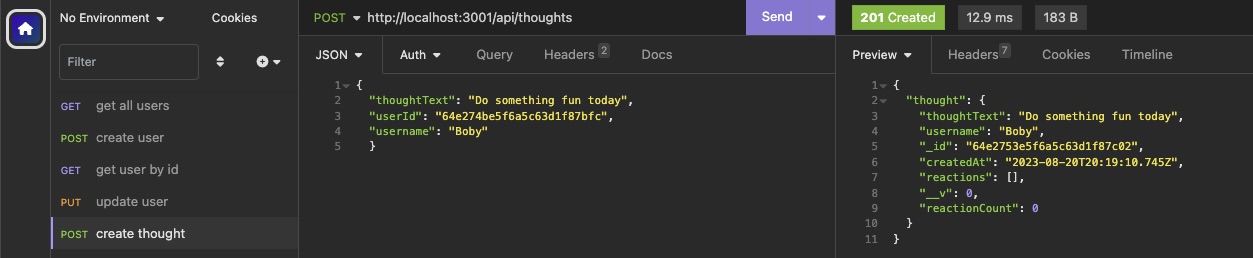 No Environment Cookies
Filter
GET get all users
POST create user
GET get user by id
PUT update user
POST create thought
POST http://localhost:3001/api/thoughts Send
JSON Auth Query Headers 2 Docs
1 {
2 "thoughtText": "Do something fun today",
3 "userId": "64e274be5f6a5c63d1f87bfc",
4 "username": "Boby"
5 }
201 Created 12.9 ms 183 B
Preview Headers 7 Cookies Timeline
1 {
2 "thought": {
3 "thoughtText": "Do something fun today",
4 "username": "Boby",
5 "_id": "64e2753e5f6a5c63d1f87c02",
6 "createdAt": "2023-08-20T20:19:10.745Z",
7 "reactions": [],
8 "__v": 0,
9 "reactionCount": 0
10 }
11 }